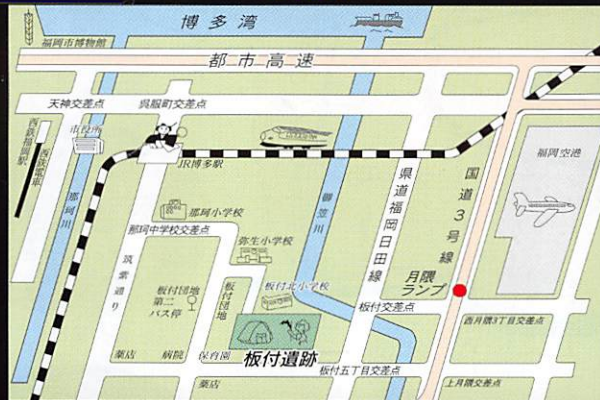 博多湾
福岡市博物館
都市高速
天神交差点
呉服町交差点
市役所
西鉄福岡駅
西鉄電車
JR博多駅
福岡空港
県道福岡日田線
国道3号線
御笠川
那珂川
那珂小学校
那珂中学校交差点
弥生小学校
筑紫通り
板付団地
第二
バス停
板付団地
板付北小学校
月隈
ランプ
板付交差点
西月隈3丁目交差点
板付遺跡
薬店
病院
保育園
薬店
板付五丁目交差点
上月隈交差点